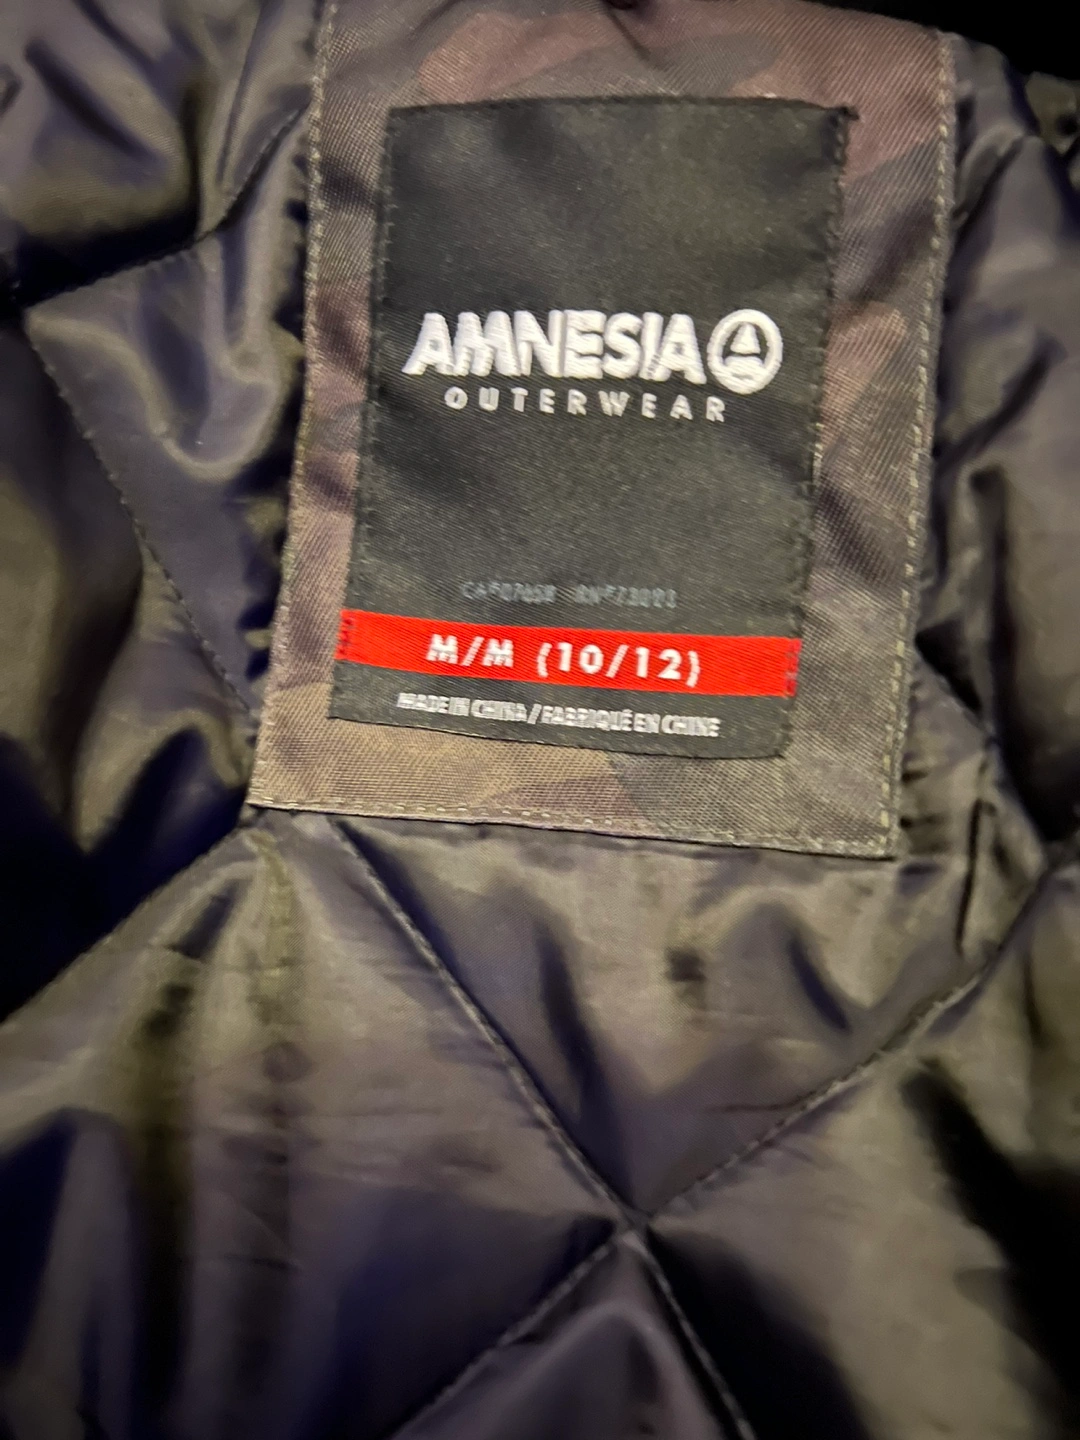 AMNESIA
OUTERWEAR
M/M (10/12)
MADE IN CHINA / FABRIQUÉ EN CHINE